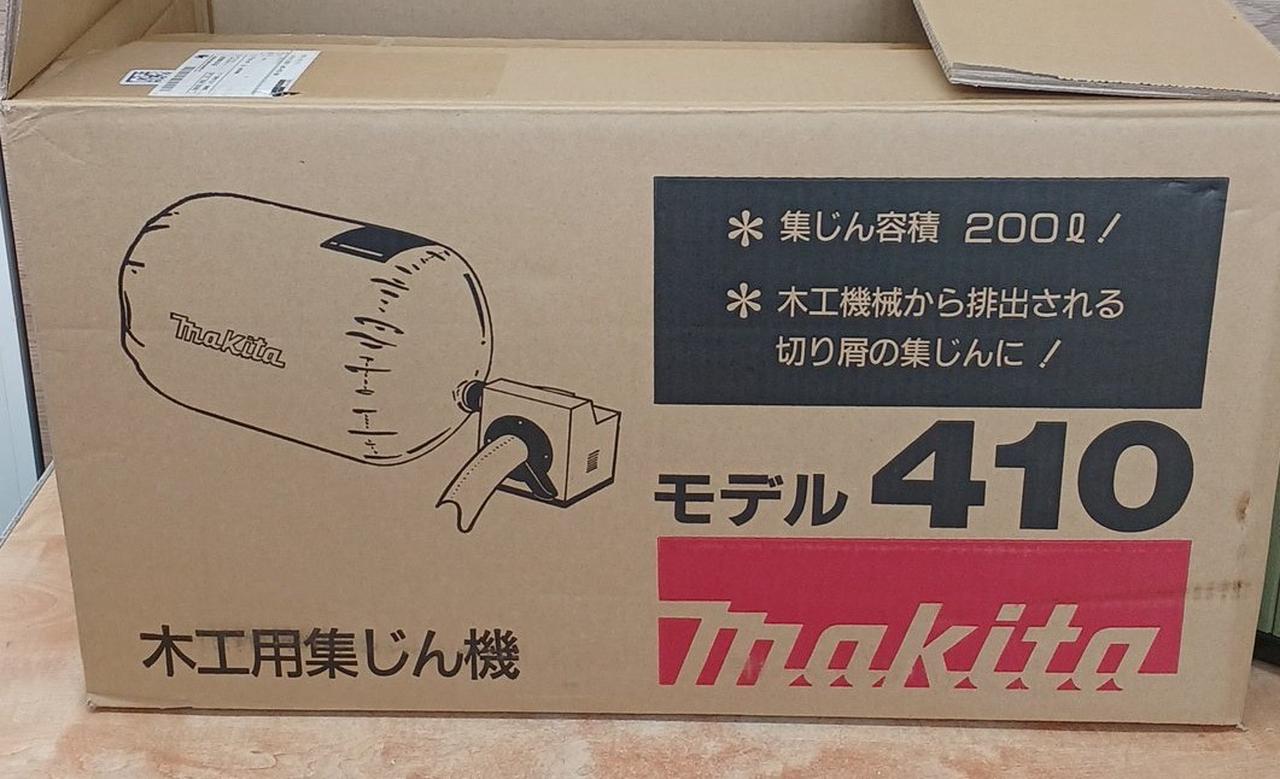 ＊ 集じん容積 200ℓ！
＊ 木工機械から排出される
切り屑の集じんに！
makita
モデル 410
木工用集じん機
makita